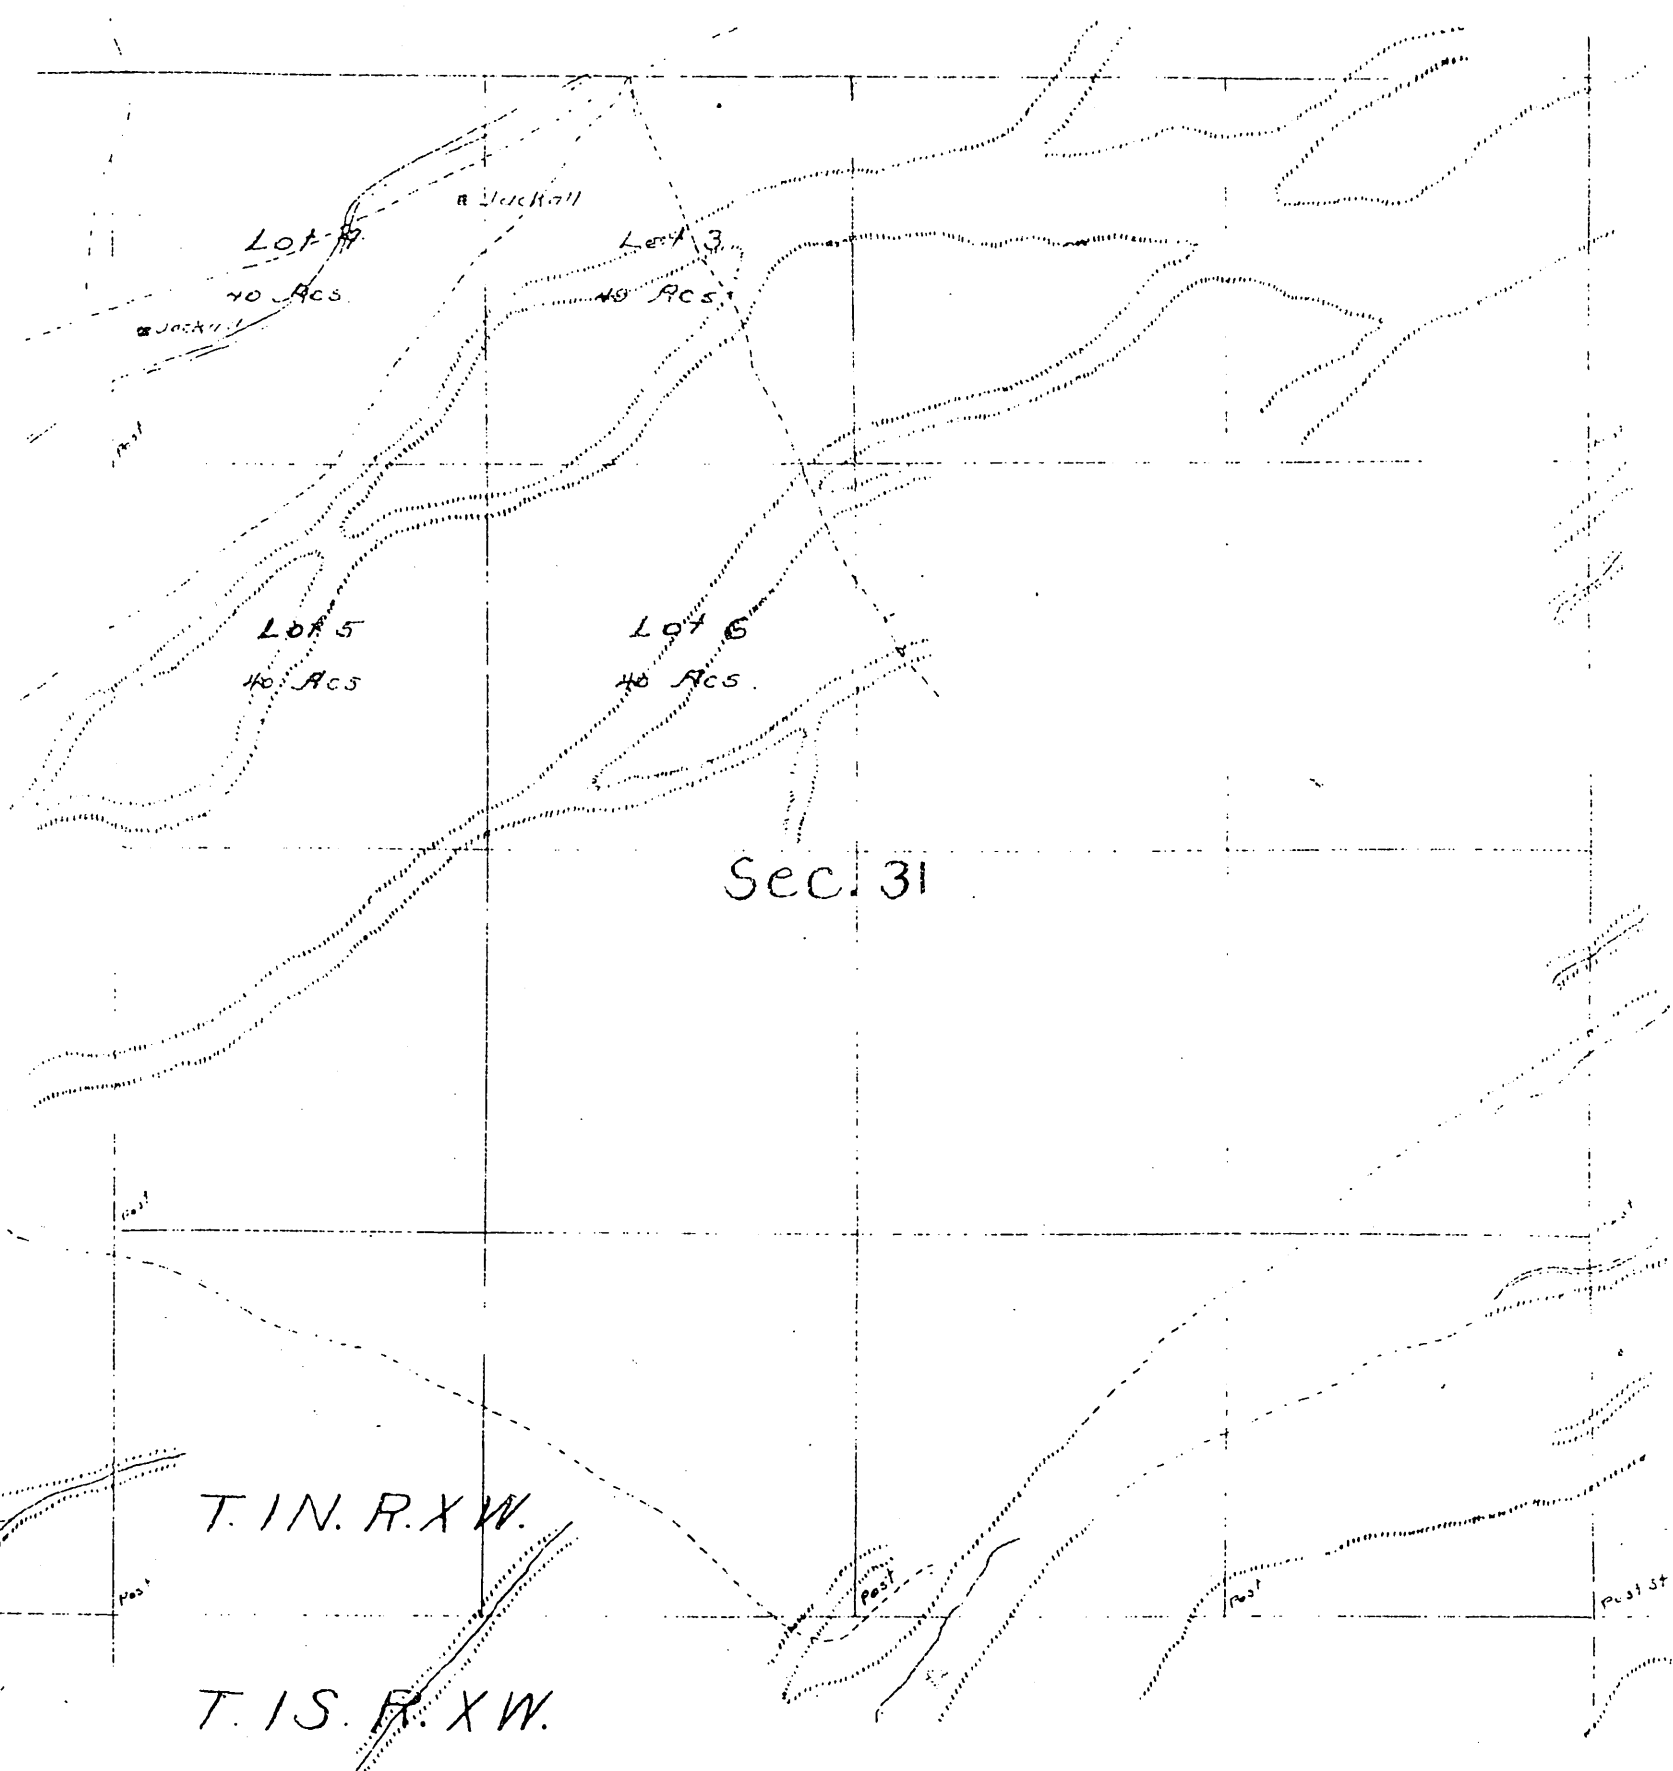 Jackall
Lot 4
Lot 3
40 Acs.
40 Acs.
post
Lot 5
Lot 6
40 Acs
40 Acs.
Sec. 31
post
T. 1 N. R. X W.
post
post
post
post st
T. 1 S. R. X W.